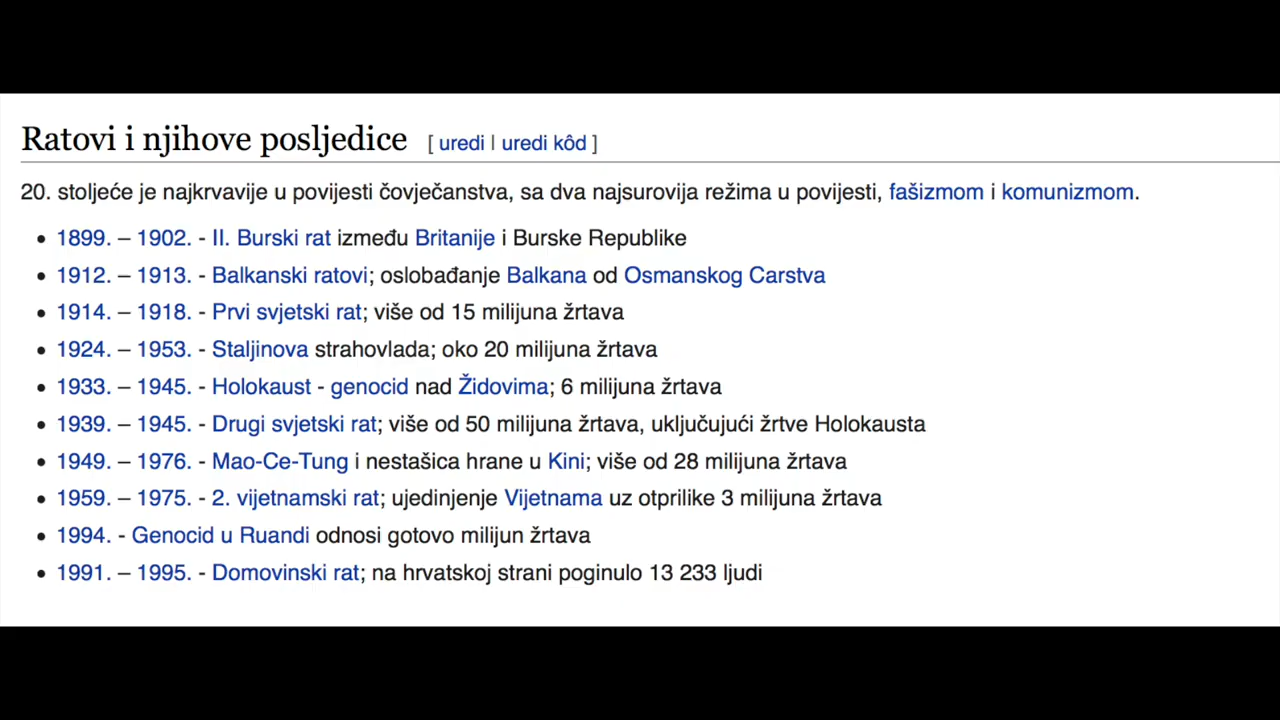 Ratovi i njihove posljedice [ uredi | uredi kôd ]
20. stoljeće je najkrvavije u povijesti čovječanstva, sa dva najsurovija režima u povijesti, fašizmom i komunizmom.
• 1899. – 1902. - II. Burski rat između Britanije i Burske Republike
• 1912. – 1913. - Balkanski ratovi; oslobađanje Balkana od Osmanskog Carstva
• 1914. – 1918. - Prvi svjetski rat; više od 15 milijuna žrtava
• 1924. – 1953. - Staljinova strahovlada; oko 20 milijuna žrtava
• 1933. – 1945. - Holokaust - genocid nad Židovima; 6 milijuna žrtava
• 1939. – 1945. - Drugi svjetski rat; više od 50 milijuna žrtava, uključujući žrtve Holokausta
• 1949. – 1976. - Mao-Ce-Tung i nestašica hrane u Kini; više od 28 milijuna žrtava
• 1959. – 1975. - 2. vijetnamski rat; ujedinjenje Vijetnama uz otprilike 3 milijuna žrtava
• 1994. - Genocid u Ruandi odnosi gotovo milijun žrtava
• 1991. – 1995. - Domovinski rat; na hrvatskoj strani poginulo 13 233 ljudi